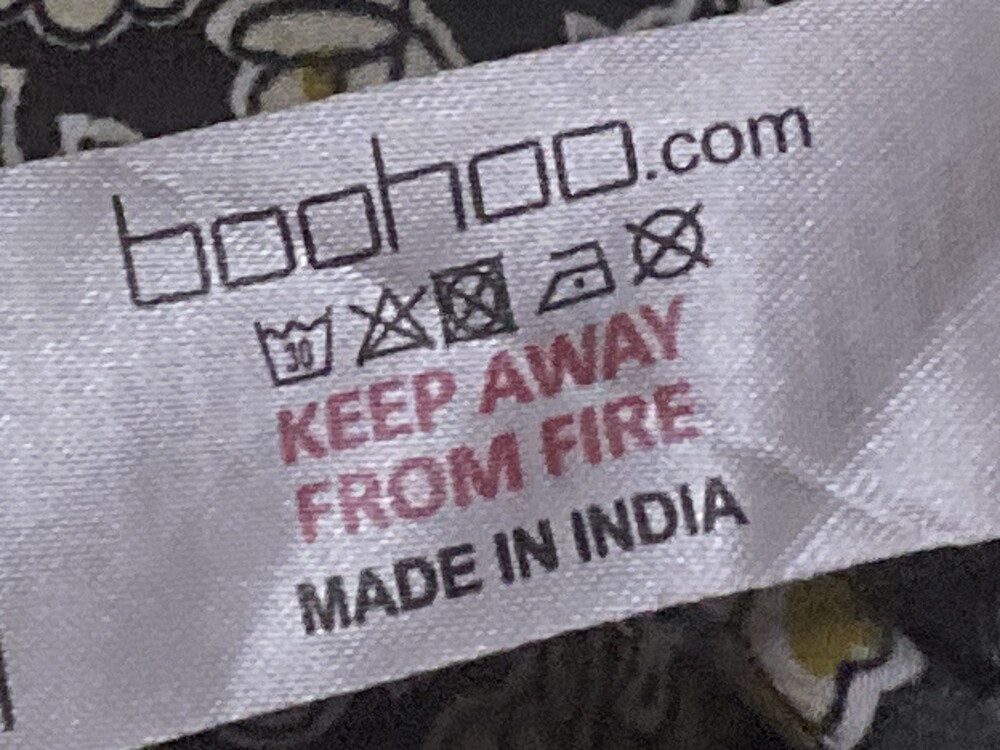 boohoo.com
30
KEEP AWAY
FROM FIRE
MADE IN INDIA